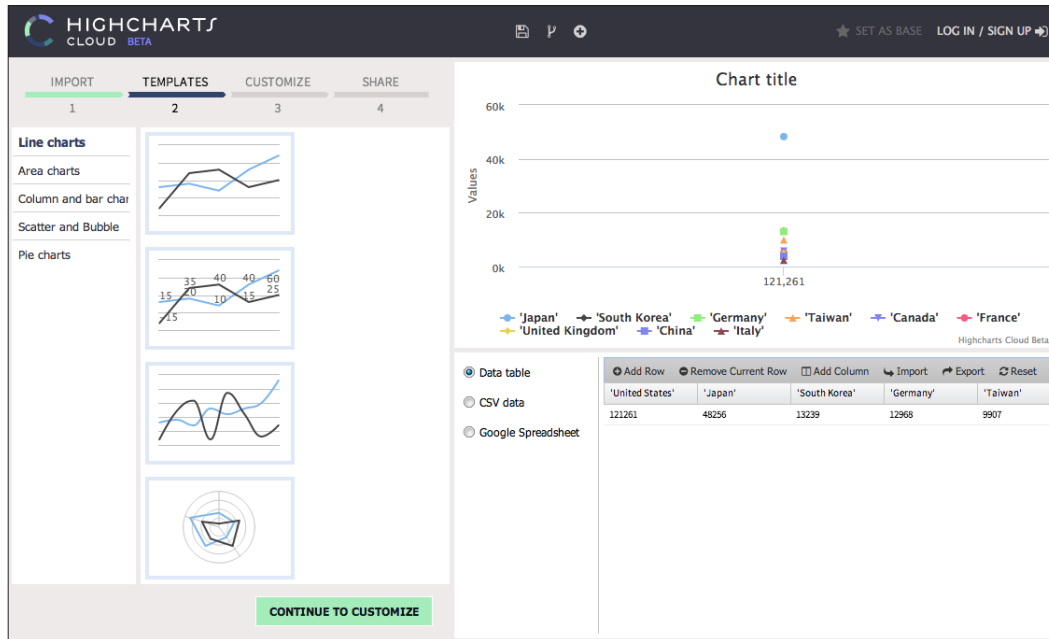 HIGHCHARTS
CLOUD BETA
SET AS BASE LOG IN / SIGN UP
IMPORT TEMPLATES CUSTOMIZE SHARE
1 2 3 4
Line charts
Area charts
Column and bar char
Scatter and Bubble
Pie charts
35 40 40 60
15 20 10 15 25
-15
CONTINUE TO CUSTOMIZE
Chart title
60k
40k
20k
0k
Values
121,261
'Japan' 'South Korea' 'Germany' 'Taiwan' 'Canada' 'France'
'United Kingdom' 'China' 'Italy'
Highcharts Cloud Beta
Data table
CSV data
Google Spreadsheet
Add Row Remove Current Row Add Column Import Export Reset
'United States' 'Japan' 'South Korea' 'Germany' 'Taiwan'
121261 48256 13239 12968 9907